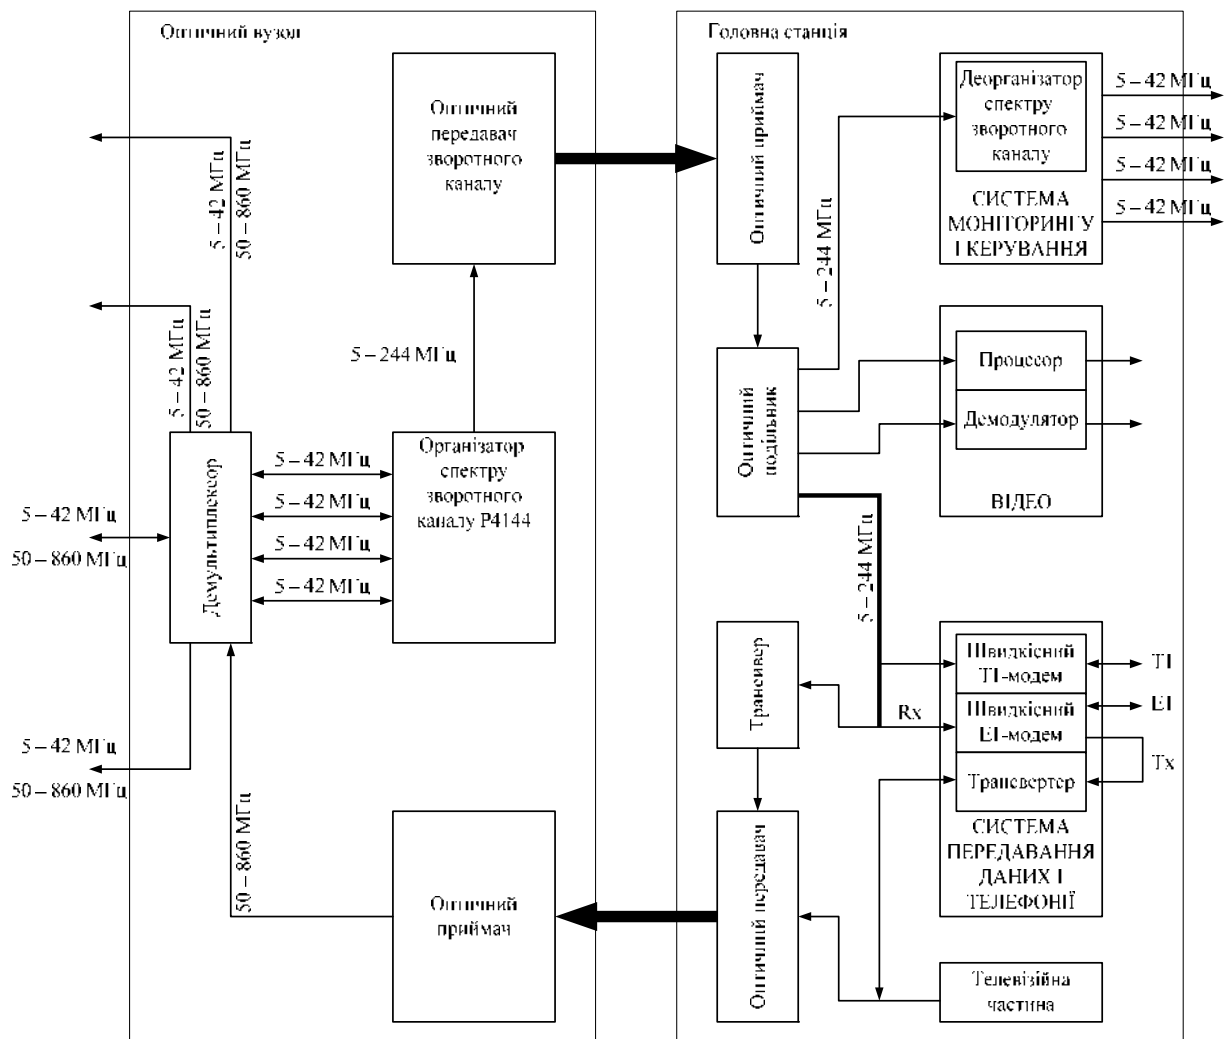 Оптичний вузол
Оптичний
передавач
зворотного
каналу
5 – 42 МГц
50 – 860 МГц
5 – 42 МГц
50 – 860 МГц
5 – 244 МГц
Демультиплексор
5 – 42 МГц
5 – 42 МГц
5 – 42 МГц
5 – 42 МГц
Організатор
спектру
зворотного
каналу Р4144
5 – 42 МГц
50 – 860 МГц
5 – 42 МГц
50 – 860 МГц
50 – 860 МГц
Оптичний
приймач
Головна станція
Оптичний приймач
5 – 244 МГц
Деорганізатор
спектру
зворотного
каналу
СИСТЕМА
МОНІТОРИНГУ
І КЕРУВАННЯ
5 – 42 МГц
5 – 42 МГц
5 – 42 МГц
5 – 42 МГц
Оптичний
подільник
Процесор
Демодулятор
ВІДЕО
5 – 244 МГц
Трансивер
Rx
Швидкісний
ТІ-модем
Швидкісний
ЕІ-модем
Трансвертер
ТІ
ЕІ
Тх
СИСТЕМА
ПЕРЕДАВАННЯ
ДАНИХ І
ТЕЛЕФОНІЇ
Оптичний передавач
Телевізійна
частина